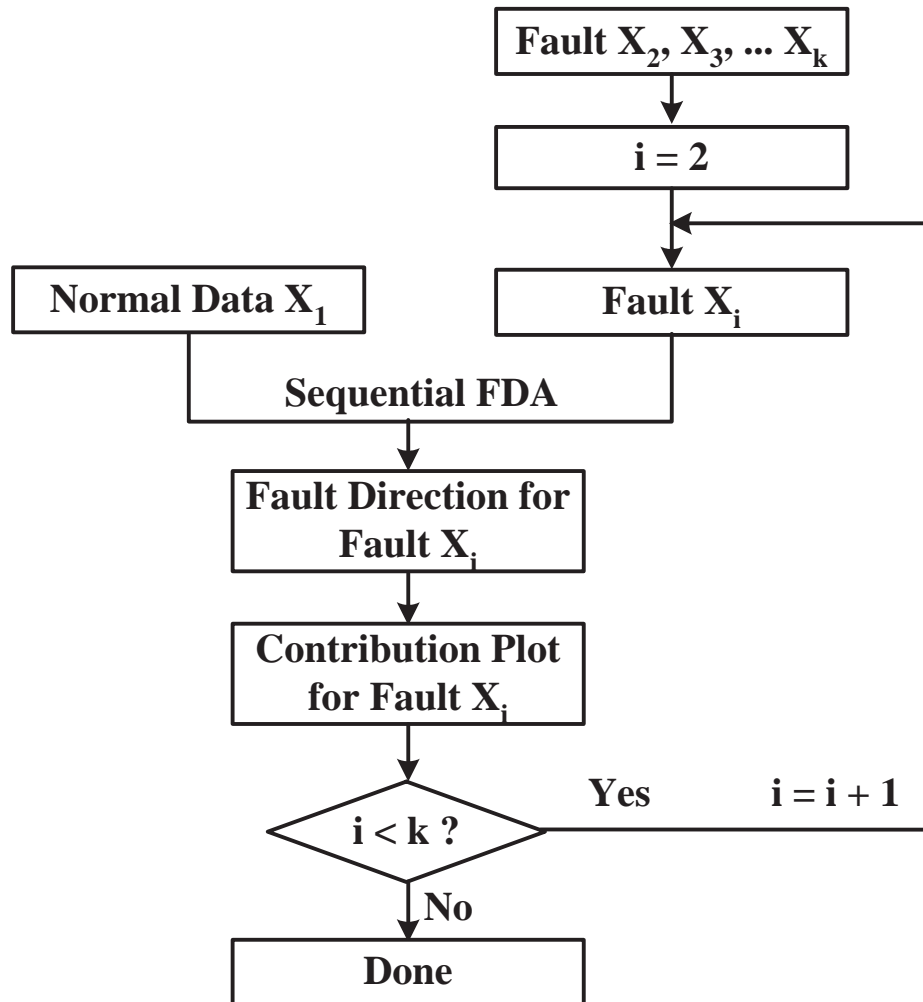 Fault X₂, X₃, ... Xₖ
i = 2
Fault Xᵢ
Normal Data X₁
Sequential FDA
Fault Direction for
Fault Xᵢ
Contribution Plot
for Fault Xᵢ
i < k ?
Yes
i = i + 1
No
Done